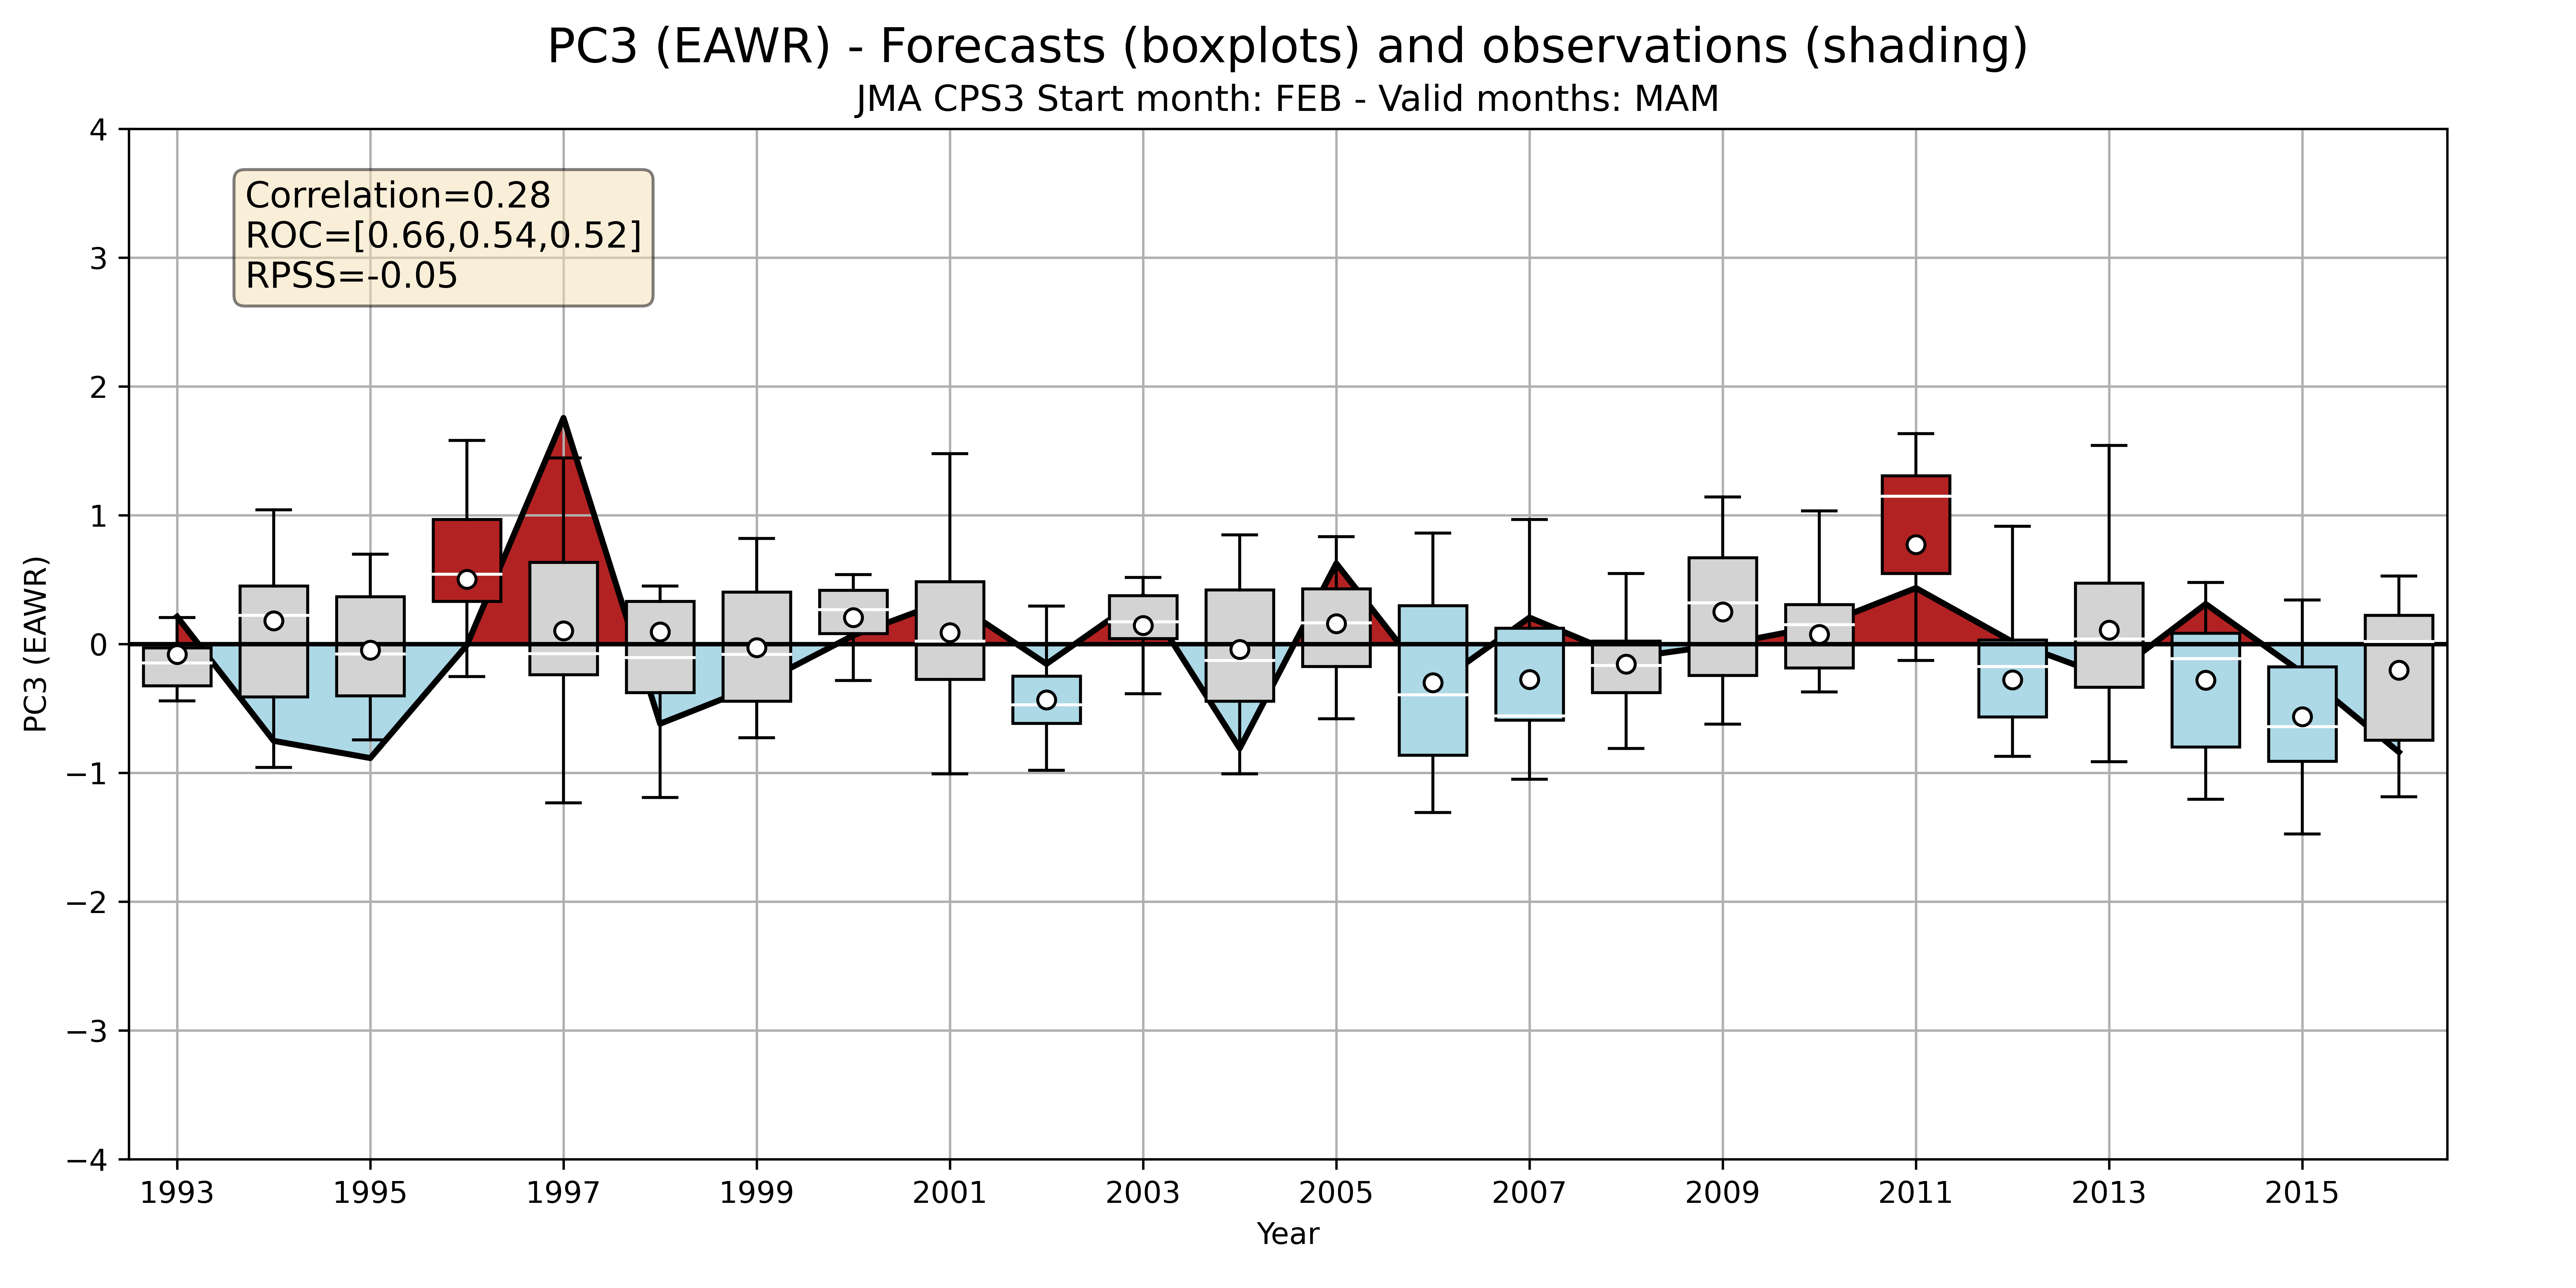 PC3 (EAWR) - Forecasts (boxplots) and observations (shading)
JMA CPS3 Start month: FEB - Valid months: MAM
Correlation=0.28
ROC=[0.66,0.54,0.52]
RPSS=-0.05
PC3 (EAWR)
4
3
2
1
0
−1
−2
−3
−4
1993 1995 1997 1999 2001 2003 2005 2007 2009 2011 2013 2015
Year